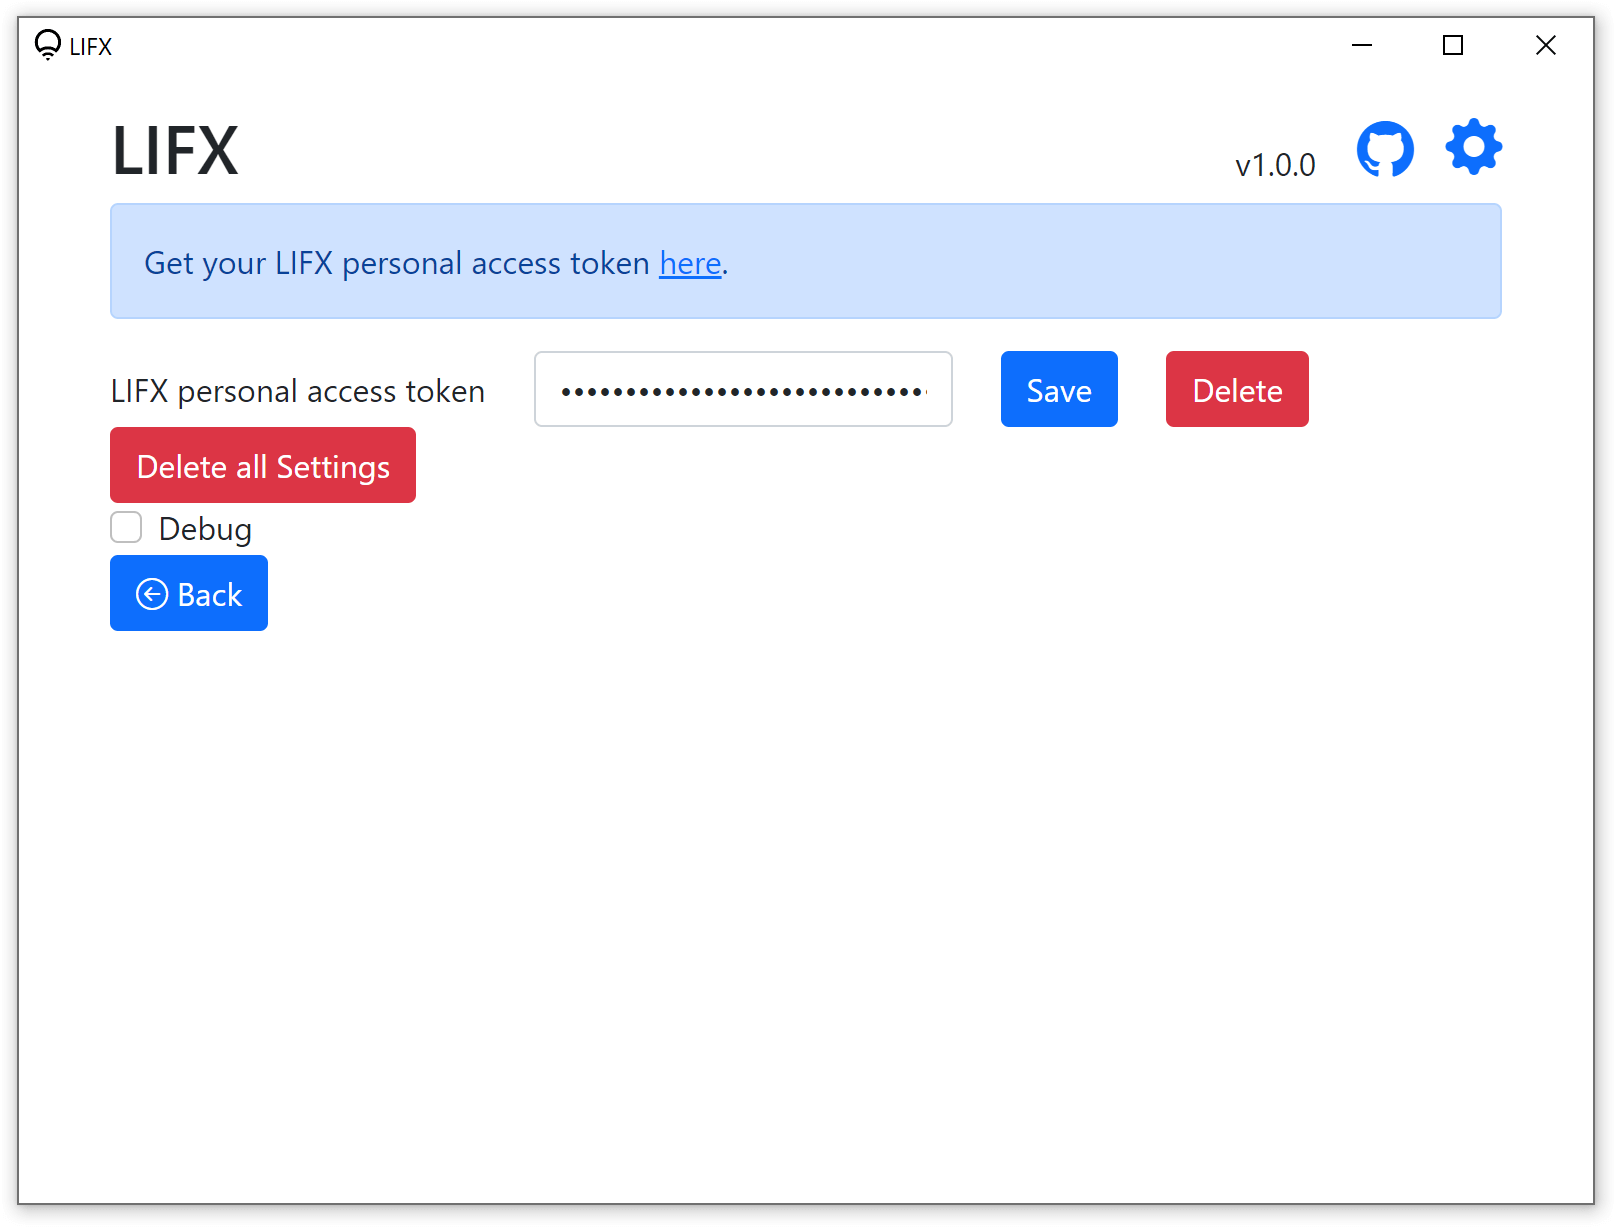 LIFX
LIFX
v1.0.0
Get your LIFX personal access token here.
LIFX personal access token
Save
Delete
Delete all Settings
Debug
Back